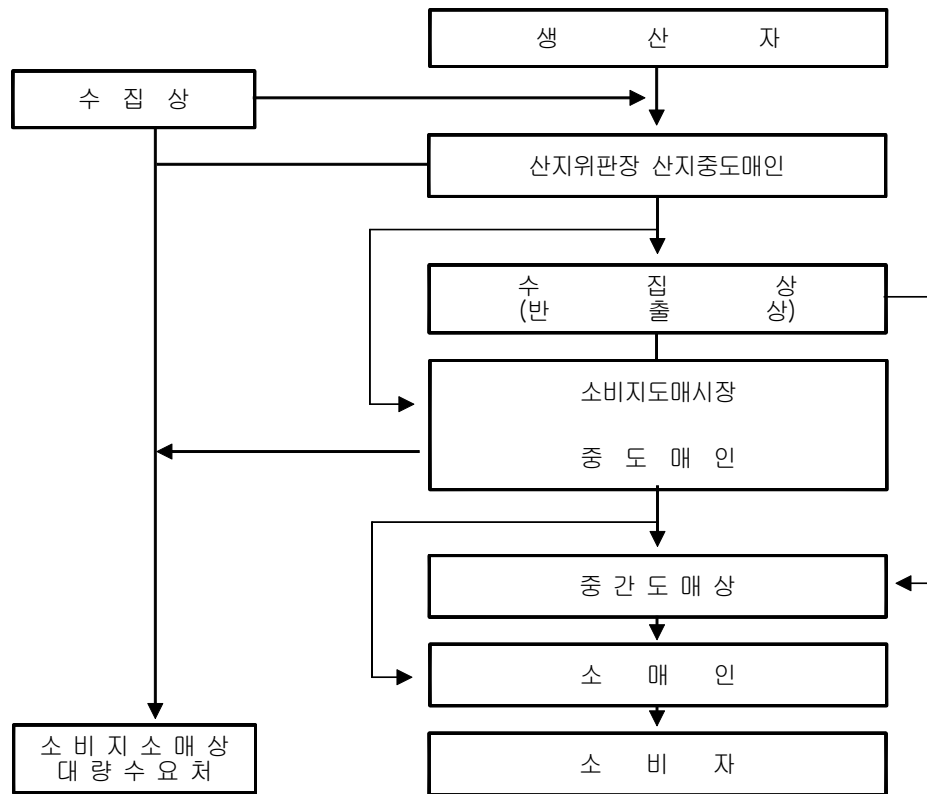 생 산 자
수 집 상
산지위판장 산지중도매인
수 집 상
(반 출 상)
소비지도매시장
중 도 매 인
중 간 도 매 상
소 매 인
소 비 지 소 매 상
대 량 수 요 처
소 비 자